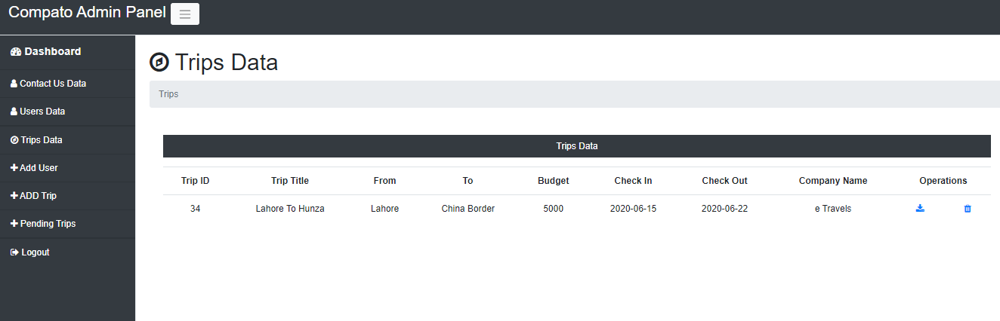 Compato Admin Panel
Dashboard
Contact Us Data
Users Data
Trips Data
Add User
ADD Trip
Pending Trips
Logout
Trips Data
Trips
Trips Data
Trip ID Trip Title From To Budget Check In Check Out Company Name Operations
34 Lahore To Hunza Lahore China Border 5000 2020-06-15 2020-06-22 e Travels